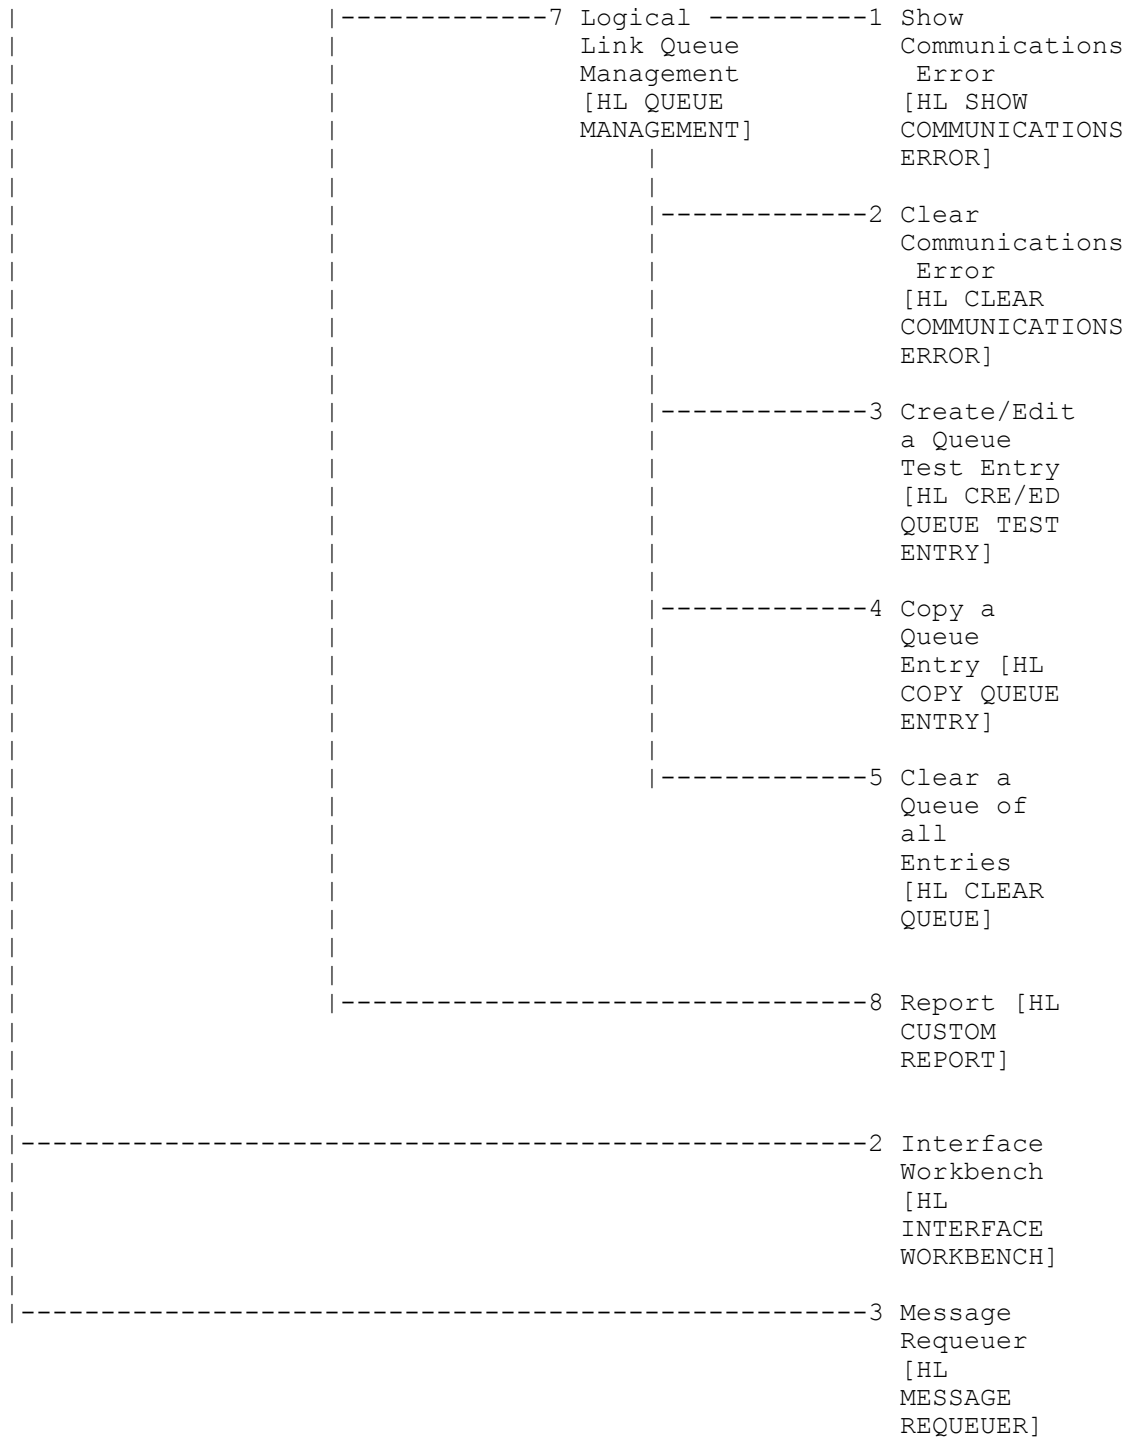 |                    |-------------7 Logical ----------1 Show
|                    |               Link Queue          Communications
|                    |               Management           Error
|                    |               [HL QUEUE           [HL SHOW
|                    |               MANAGEMENT]         COMMUNICATIONS
|                    |                    |               ERROR]
|                    |                    |
|                    |                    |-------------2 Clear
|                    |                    |               Communications
|                    |                    |                Error
|                    |                    |               [HL CLEAR
|                    |                    |               COMMUNICATIONS
|                    |                    |               ERROR]
|                    |                    |
|                    |                    |-------------3 Create/Edit
|                    |                    |               a Queue
|                    |                    |               Test Entry
|                    |                    |               [HL CRE/ED
|                    |                    |               QUEUE TEST
|                    |                    |               ENTRY]
|                    |                    |
|                    |                    |-------------4 Copy a
|                    |                    |               Queue
|                    |                    |               Entry [HL
|                    |                    |               COPY QUEUE
|                    |                    |               ENTRY]
|                    |                    |
|                    |                    |-------------5 Clear a
|                    |                                    Queue of
|                    |                                    all
|                    |                                    Entries
|                    |                                    [HL CLEAR
|                    |                                    QUEUE]
|                    |
|                    |
|                    |---------------------------------8 Report [HL
|                                                         CUSTOM
|                                                         REPORT]
|
|
|-----------------------------------------------------2 Interface
|                                                         Workbench
|                                                         [HL
|                                                         INTERFACE
|                                                         WORKBENCH]
|
|-----------------------------------------------------3 Message
                                                          Requeuer
                                                          [HL
                                                          MESSAGE
                                                          REQUEUER]